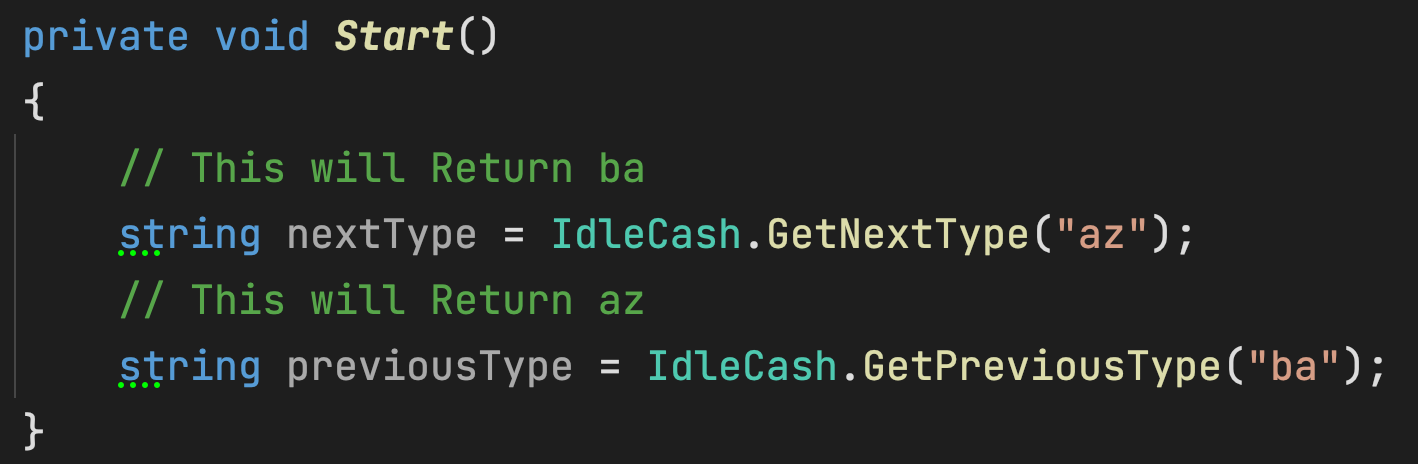 private void Start()
{
// This will Return ba
string nextType = IdleCash.GetNextType("az");
// This will Return az
string previousType = IdleCash.GetPreviousType("ba");
}